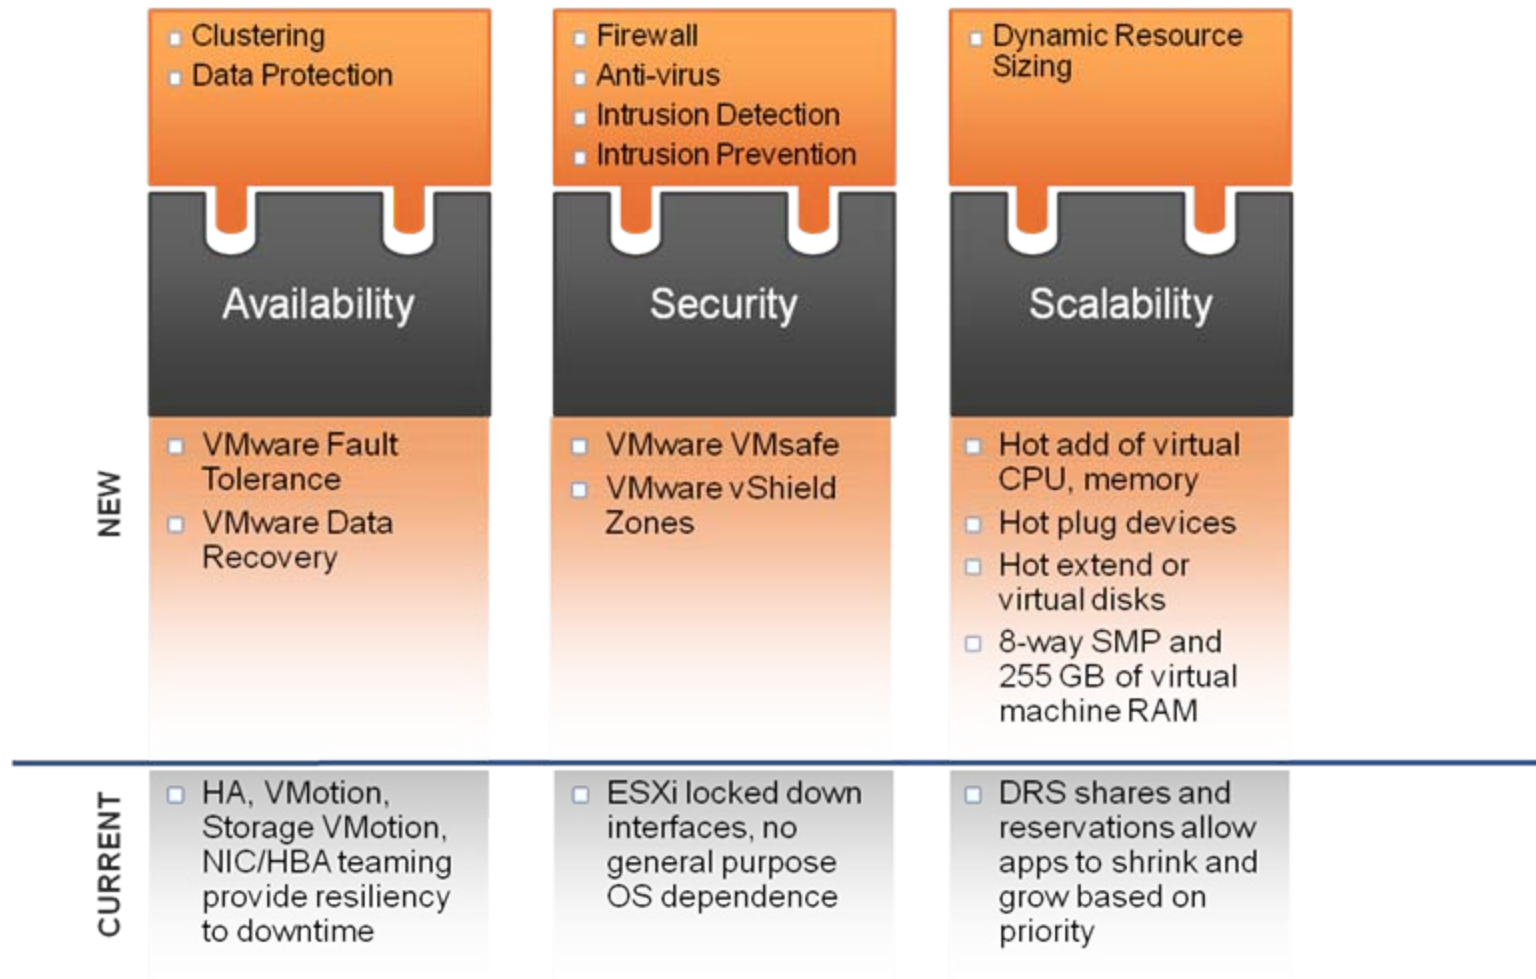 Clustering
Data Protection
Firewall
Anti-virus
Intrusion Detection
Intrusion Prevention
Dynamic Resource
Sizing
Availability
Security
Scalability
NEW
VMware Fault
Tolerance
VMware Data
Recovery
VMware VMsafe
VMware vShield
Zones
Hot add of virtual
CPU, memory
Hot plug devices
Hot extend or
virtual disks
8-way SMP and
255 GB of virtual
machine RAM
CURRENT
HA, VMotion,
Storage VMotion,
NIC/HBA teaming
provide resiliency
to downtime
ESXi locked down
interfaces, no
general purpose
OS dependence
DRS shares and
reservations allow
apps to shrink and
grow based on
priority